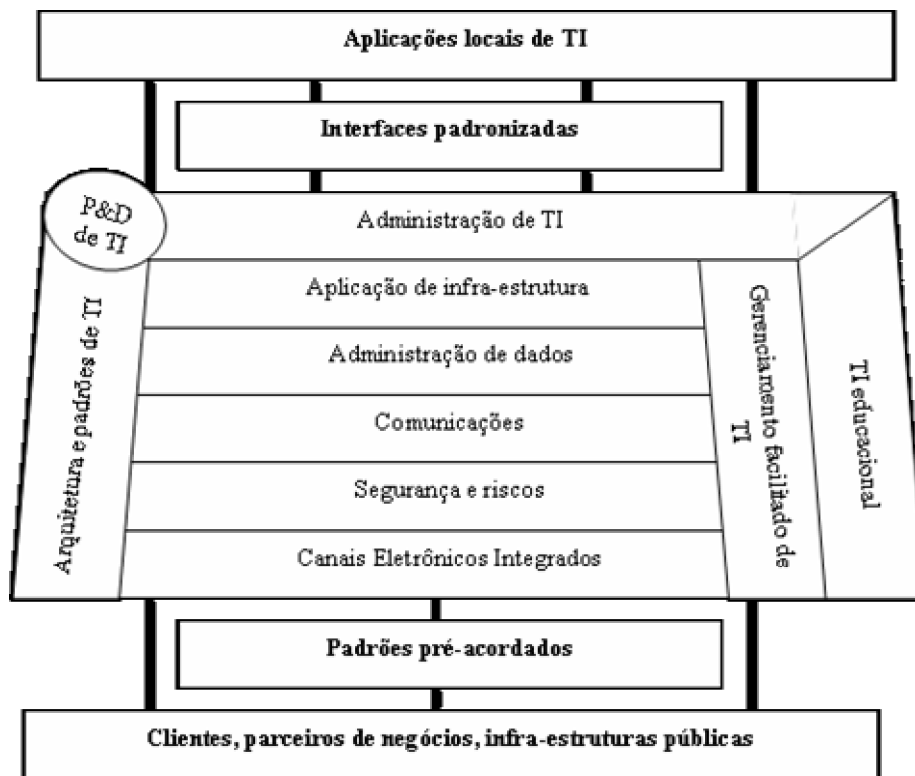 Aplicações locais de TI
Interfaces padronizadas
P&D
de TI
Administração de TI
Aplicação de infra-estrutura
Administração de dados
Comunicações
Segurança e riscos
Canais Eletrônicos Integrados
Arquitetura e padrões de TI
Gerenciamento facilitado de
TI
TI educacional
Padrões pré-acordados
Clientes, parceiros de negócios, infra-estruturas públicas